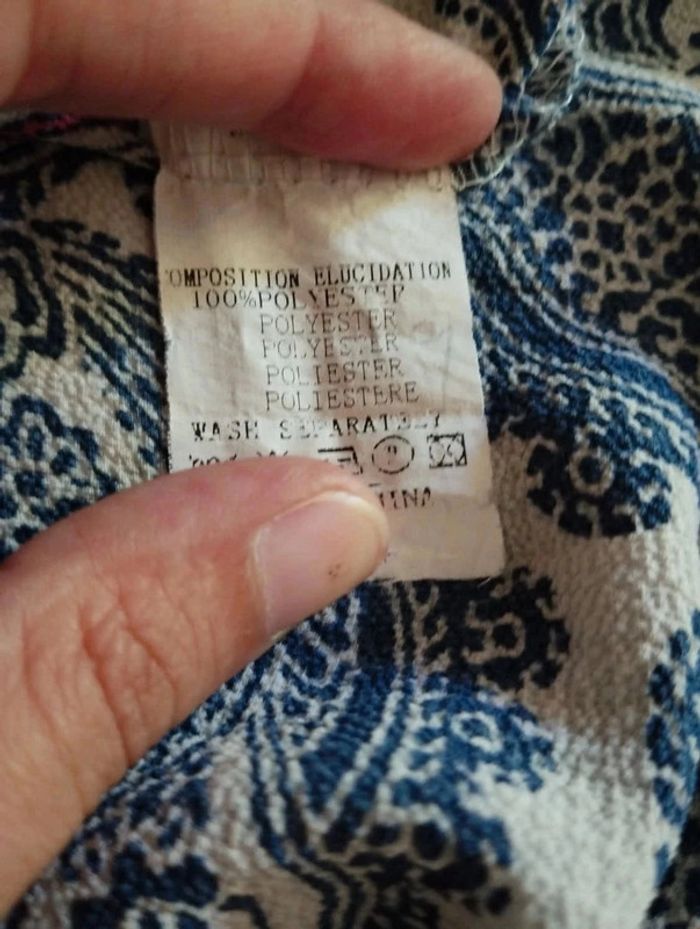 OMPOSITION ELUCIDATION
100%POLYESTER
POLYESTER
POLYESTER
POLIESTER
POLIESTERE
WASH SEPARATELY